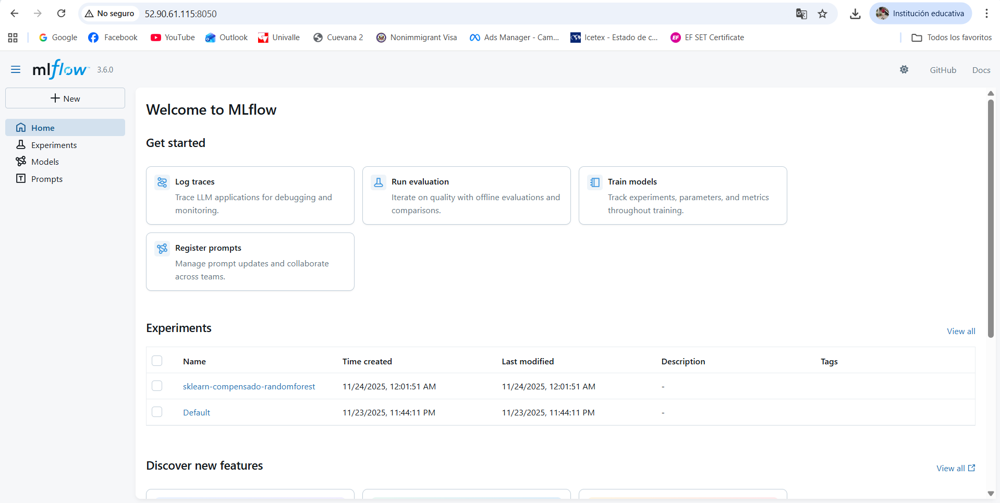 No seguro 52.90.61.115:8050 Institución educativa
Google Facebook YouTube Outlook Univalle Cuevana 2 Nonimmigrant Visa Ads Manager - Cam... Icetex - Estado de c... EF SET Certificate Todos los favoritos
mlflow 3.6.0 GitHub Docs
New
Home
Experiments
Models
Prompts
Welcome to MLflow
Get started
Log traces
Trace LLM applications for debugging and
monitoring.
Run evaluation
Iterate on quality with offline evaluations and
comparisons.
Train models
Track experiments, parameters, and metrics
throughout training.
Register prompts
Manage prompt updates and collaborate
across teams.
Experiments View all
Name Time created Last modified Description Tags
sklearn-compensado-randomforest 11/24/2025, 12:01:51 AM 11/24/2025, 12:01:51 AM -
Default 11/23/2025, 11:44:11 PM 11/23/2025, 11:44:11 PM -
Discover new features View all